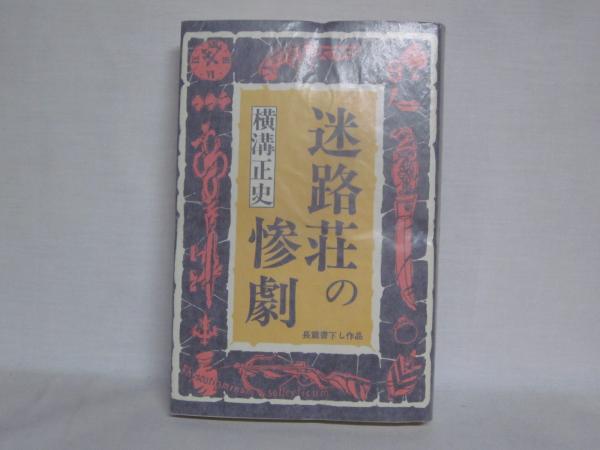 迷路荘の
惨劇
横溝正史
長篇書下し作品